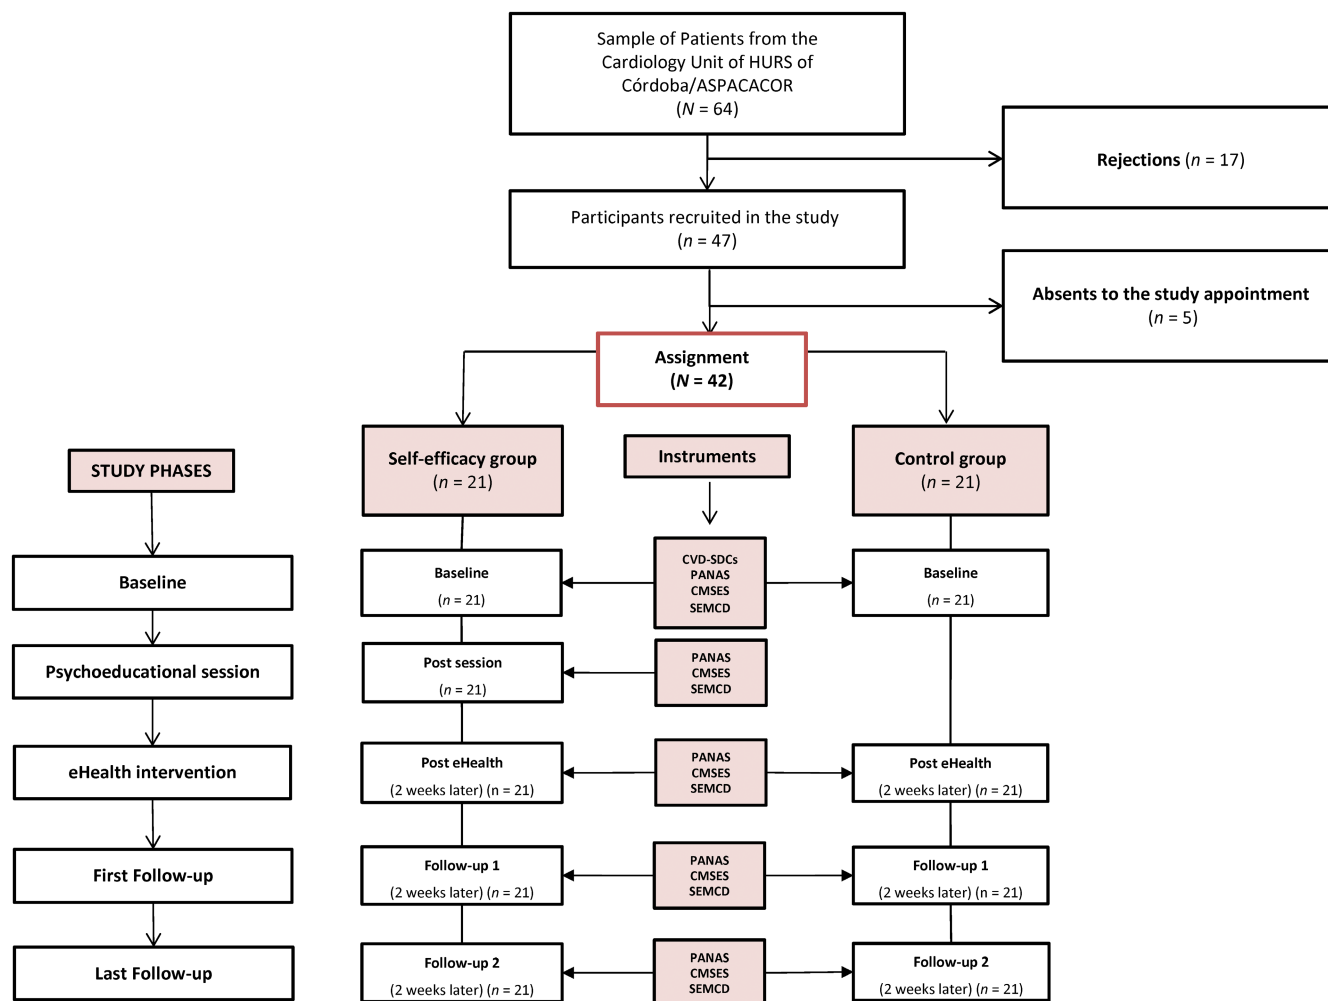 Sample of Patients from the
Cardiology Unit of HURS of
Córdoba/ASPACACOR
(N = 64)
Rejections (n = 17)
Participants recruited in the study
(n = 47)
Absents to the study appointment
(n = 5)
Assignment
(N = 42)
STUDY PHASES
Self-efficacy group
(n = 21)
Instruments
Control group
(n = 21)
Baseline
Baseline
(n = 21)
CVD-SDCs
PANAS
CMSES
SEMCD
Baseline
(n = 21)
Psychoeducational session
Post session
(n = 21)
PANAS
CMSES
SEMCD
eHealth intervention
Post eHealth
(2 weeks later) (n = 21)
PANAS
CMSES
SEMCD
Post eHealth
(2 weeks later) (n = 21)
First Follow-up
Follow-up 1
(2 weeks later) (n = 21)
PANAS
CMSES
SEMCD
Follow-up 1
(2 weeks later) (n = 21)
Last Follow-up
Follow-up 2
(2 weeks later) (n = 21)
PANAS
CMSES
SEMCD
Follow-up 2
(2 weeks later) (n = 21)